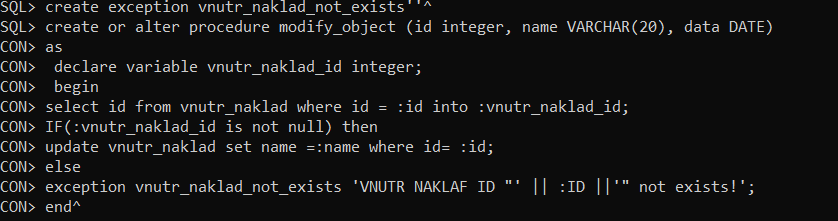 SQL> create exception vnutr_naklad_not_exists''^
SQL> create or alter procedure modify_object (id integer, name VARCHAR(20), data DATE)
CON> as
CON>  declare variable vnutr_naklad_id integer;
CON>  begin
CON> select id from vnutr_naklad where id = :id into :vnutr_naklad_id;
CON> IF(:vnutr_naklad_id is not null) then
CON> update vnutr_naklad set name =:name where id= :id;
CON> else
CON> exception vnutr_naklad_not_exists 'VNUTR NAKLAF ID "' || :ID ||'" not exists!';
CON> end^